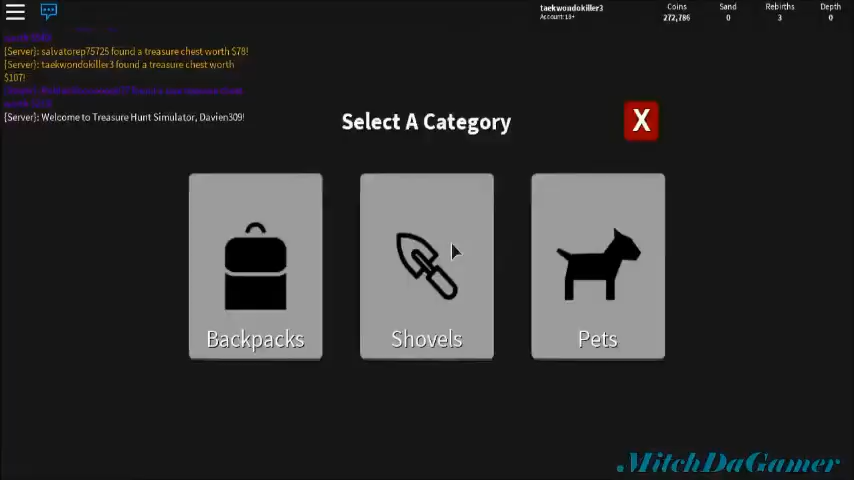 taekwondokiller3
Account: 13+
Coins
272,786
Sand
0
Rebirths
3
Depth
0
[Server]: salvatorep75725 found a treasure chest worth $78!
[Server]: taekwondokiller3 found a treasure chest worth
$107!
[Server]: Welcome to Treasure Hunt Simulator, Davien309!
Select A Category
X
Backpacks
Shovels
Pets
MitchDaGamer